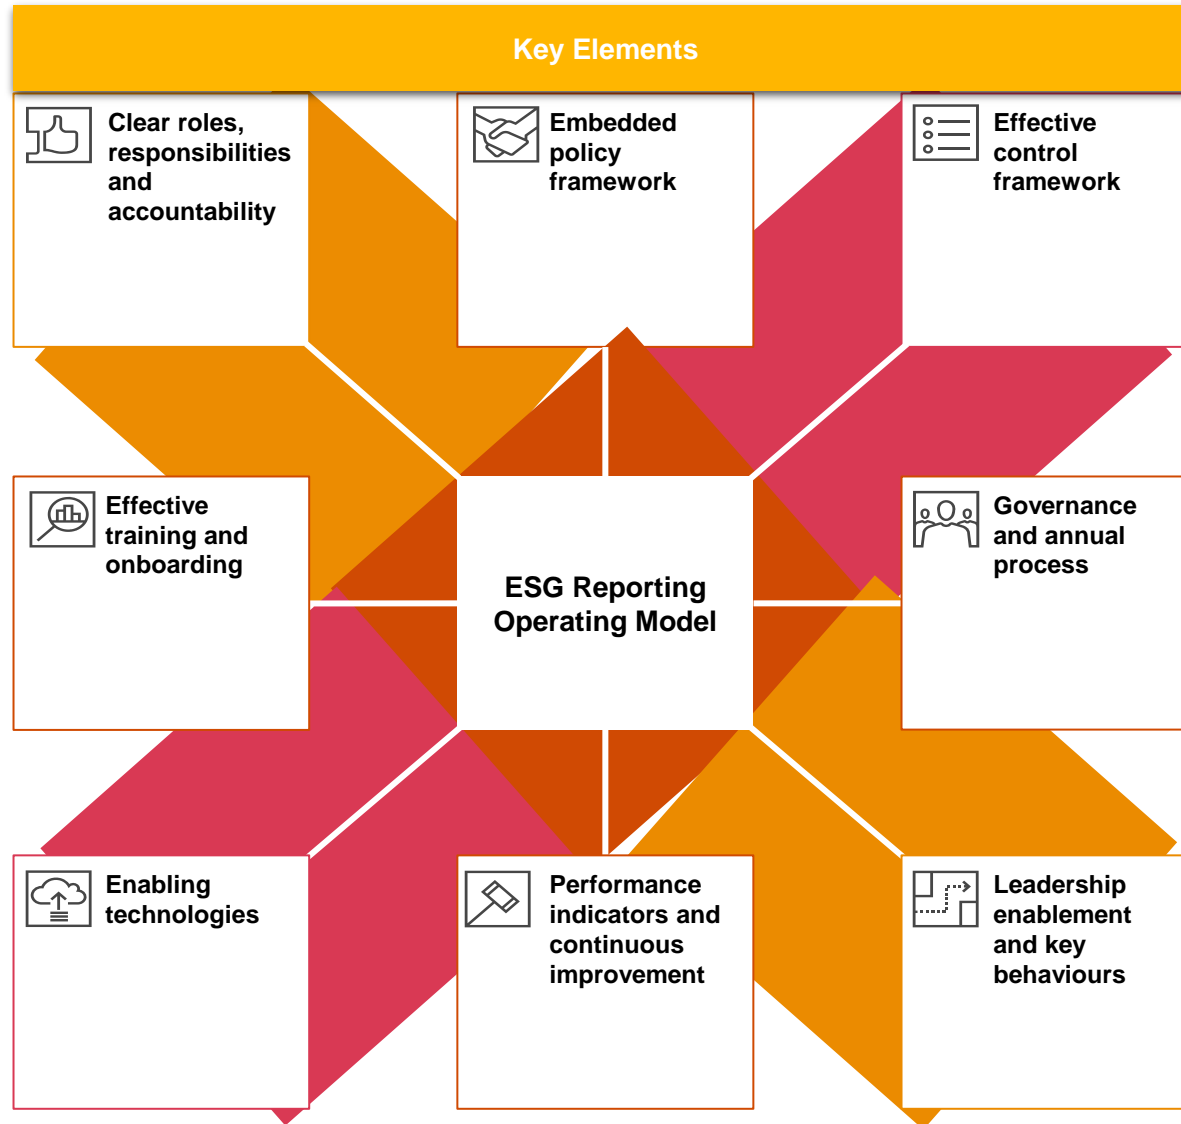 Key Elements
Clear roles,
responsibilities
and
accountability
Embedded
policy
framework
Effective
control
framework
Effective
training and
onboarding
ESG Reporting
Operating Model
Governance
and annual
process
Enabling
technologies
Performance
indicators and
continuous
improvement
Leadership
enablement
and key
behaviours